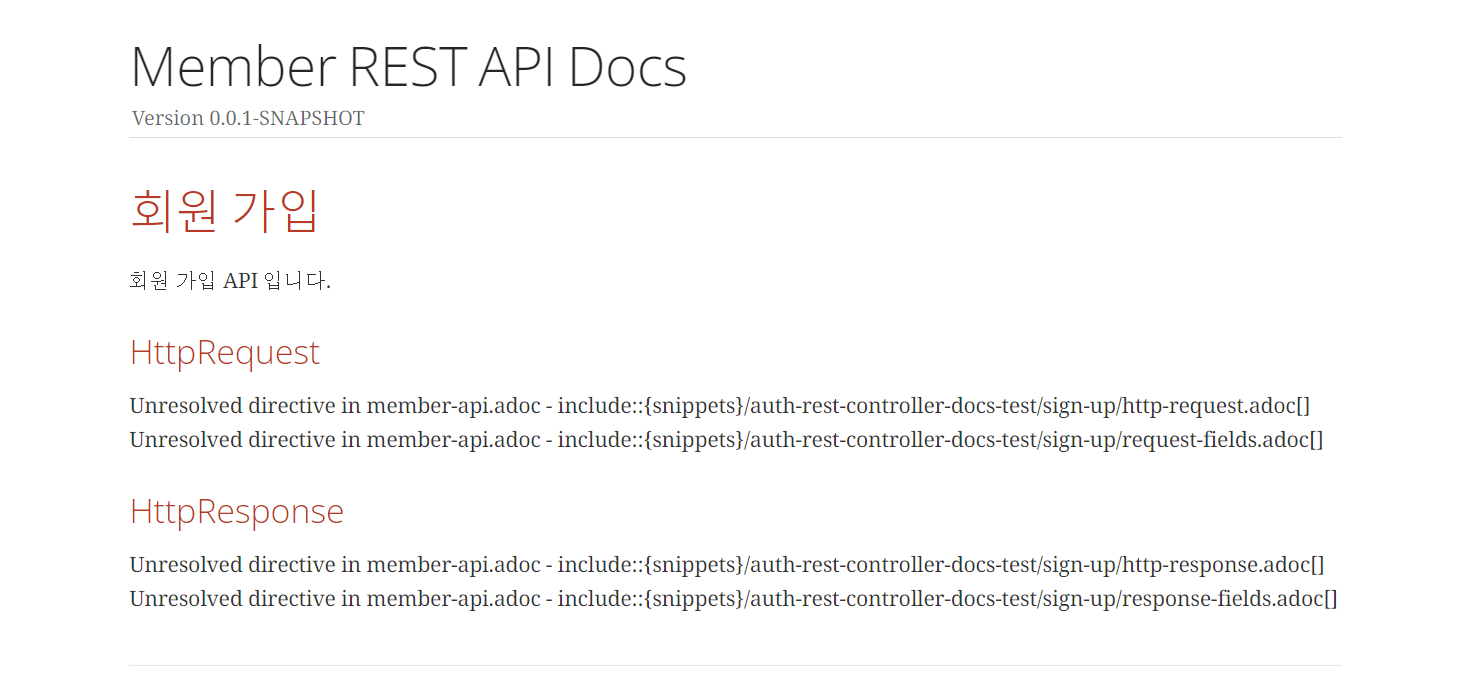 Member REST API Docs
Version 0.0.1-SNAPSHOT
회원 가입
회원 가입 API 입니다.
HttpRequest
Unresolved directive in member-api.adoc - include::{snippets}/auth-rest-controller-docs-test/sign-up/http-request.adoc[]
Unresolved directive in member-api.adoc - include::{snippets}/auth-rest-controller-docs-test/sign-up/request-fields.adoc[]
HttpResponse
Unresolved directive in member-api.adoc - include::{snippets}/auth-rest-controller-docs-test/sign-up/http-response.adoc[]
Unresolved directive in member-api.adoc - include::{snippets}/auth-rest-controller-docs-test/sign-up/response-fields.adoc[]